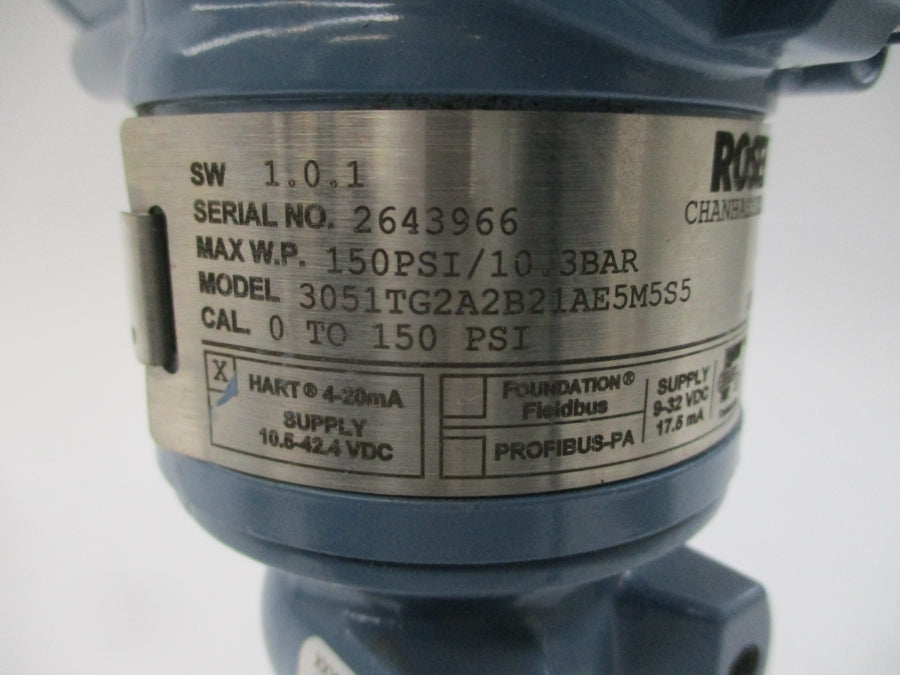 SW 1.0.1
SERIAL NO. 2643966
MAX W.P. 150PSI/10.3BAR
MODEL 3051TG2A2B21AE5M5S5
CAL. 0 TO 150 PSI
X
HART® 4-20mA
SUPPLY
10.5-42.4 VDC
FOUNDATION®
Fieldbus
PROFIBUS-PA
SUPPLY
9-32 VDC
17.5 mA
ROSE
CHANHASSE